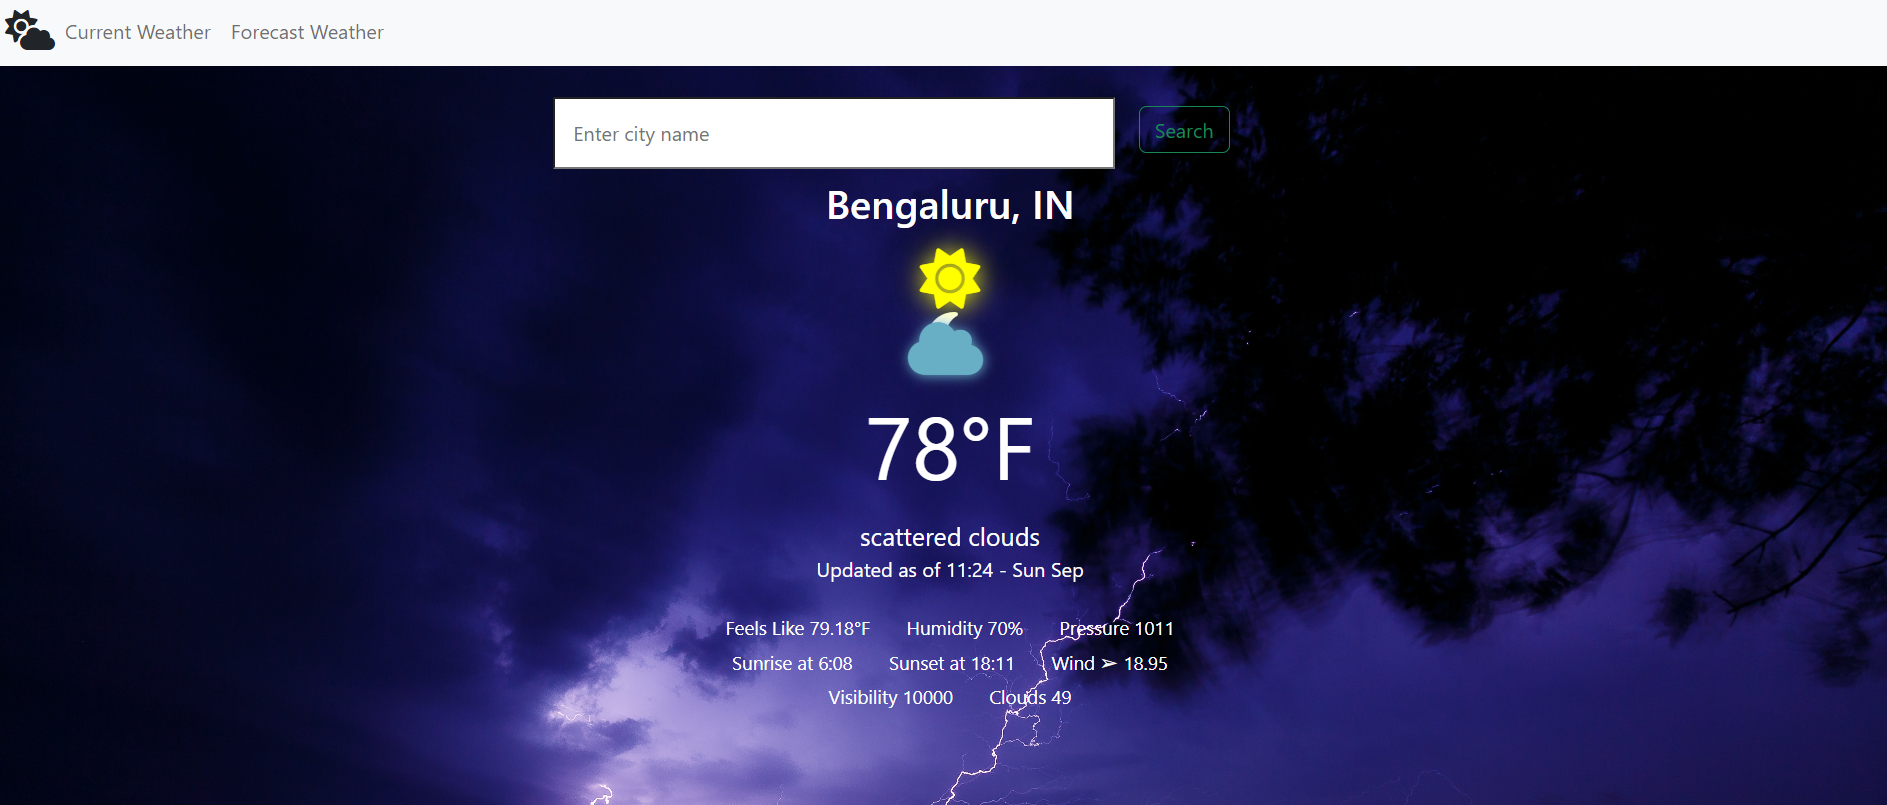 Current Weather Forecast Weather
Enter city name Search
Bengaluru, IN
78°F
scattered clouds
Updated as of 11:24 - Sun Sep
Feels Like 79.18°F Humidity 70% Pressure 1011
Sunrise at 6:08 Sunset at 18:11 Wind ➢ 18.95
Visibility 10000 Clouds 49